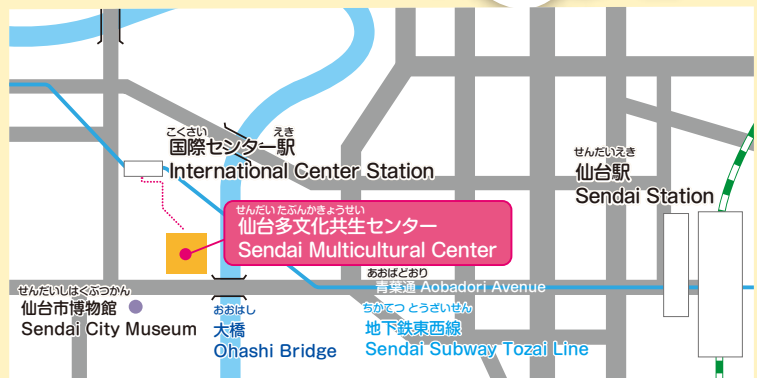 こくさい えき
国際センター駅
International Center Station
せんだいえき
仙台駅
Sendai Station
せんだい たぶんかきょうせい
仙台多文化共生センター
Sendai Multicultural Center
あおばどおり
青葉通 Aobadori Avenue
せんだいしはくぶつかん
仙台市博物館
Sendai City Museum
おおはし
大橋
Ohashi Bridge
ちかてつ とうざいせん
地下鉄東西線
Sendai Subway Tozai Line